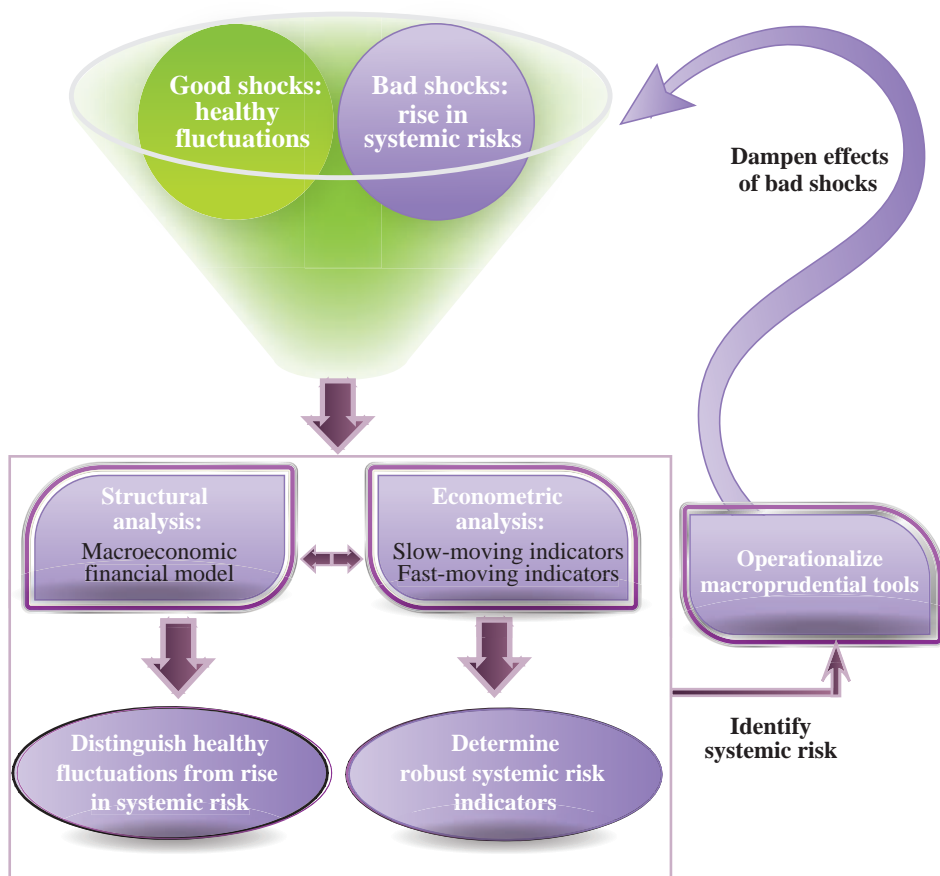 Good shocks:
healthy
fluctuations
Bad shocks:
rise in
systemic risks
Dampen effects
of bad shocks
Structural
analysis:
Macroeconomic
financial model
Econometric
analysis:
Slow-moving indicators
Fast-moving indicators
Operationalize
macroprudential tools
Distinguish healthy
fluctuations from rise
in systemic risk
Determine
robust systemic risk
indicators
Identify
systemic risk